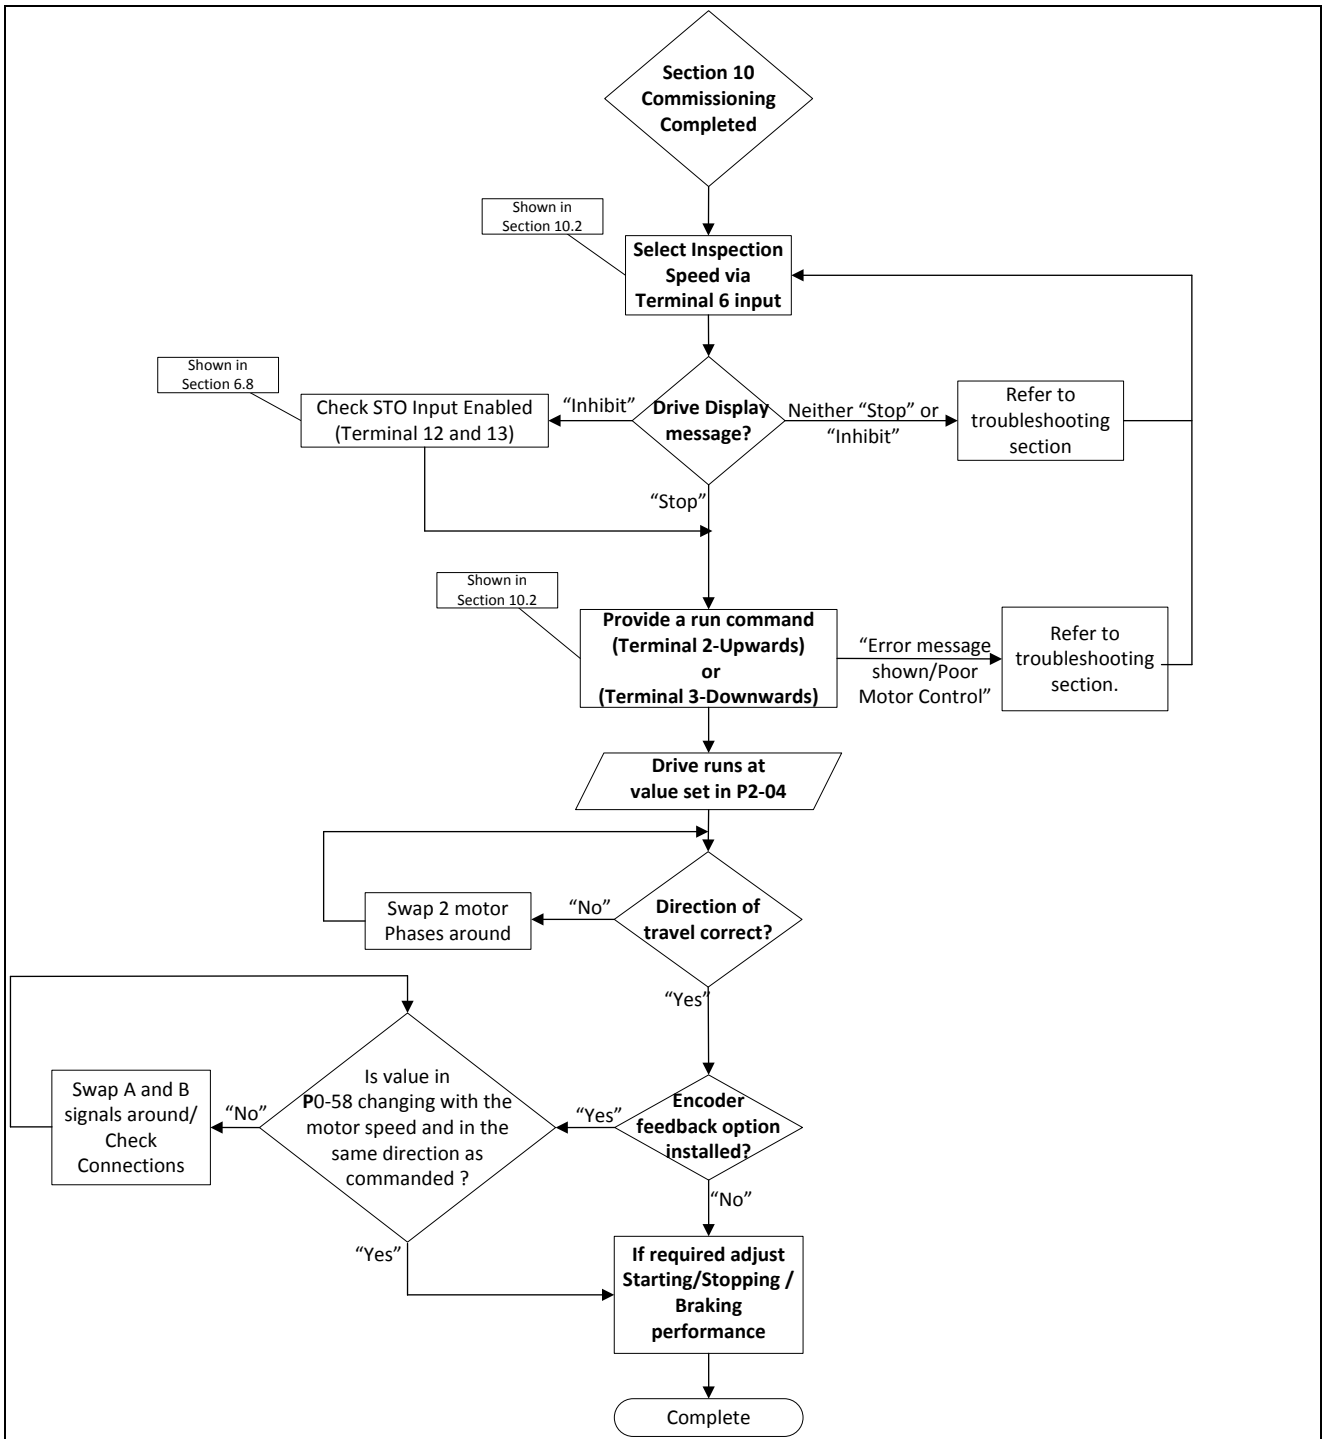 Section 10
Commissioning
Completed
Shown in
Section 10.2
Select Inspection
Speed via
Terminal 6 input
Shown in
Section 6.8
Check STO Input Enabled
(Terminal 12 and 13)
“Inhibit”
Drive Display
message?
Neither “Stop” or
“Inhibit”
Refer to
troubleshooting
section
“Stop”
Shown in
Section 10.2
Provide a run command
(Terminal 2-Upwards)
or
(Terminal 3-Downwards)
“Error message
shown/Poor
Motor Control”
Refer to
troubleshooting
section.
Drive runs at
value set in P2-04
Swap 2 motor
Phases around
“No”
Direction of
travel correct?
“Yes”
Swap A and B
signals around/
Check
Connections
“No”
Is value in
P0-58 changing with the
motor speed and in the
same direction as
commanded ?
“Yes”
Encoder
feedback option
installed?
“No”
“Yes”
If required adjust
Starting/Stopping /
Braking
performance
Complete